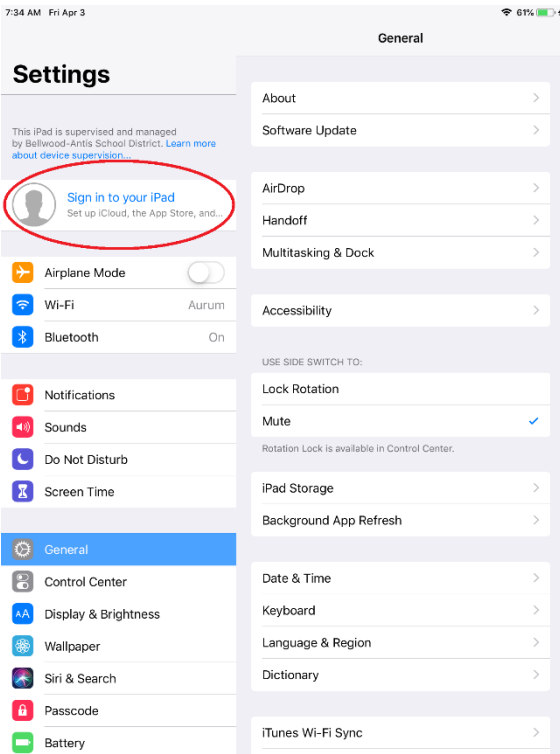 7:34 AM Fri Apr 3
61%
Settings
This iPad is supervised and managed
by Bellwood-Antis School District. Learn more
about device supervision...
Sign in to your iPad
Set up iCloud, the App Store, and...
Airplane Mode
Wi-Fi Aurum
Bluetooth On
Notifications
Sounds
Do Not Disturb
Screen Time
General
Control Center
AA Display & Brightness
Wallpaper
Siri & Search
Passcode
Battery
General
About
Software Update
AirDrop
Handoff
Multitasking & Dock
Accessibility
USE SIDE SWITCH TO:
Lock Rotation
Mute
Rotation Lock is available in Control Center.
iPad Storage
Background App Refresh
Date & Time
Keyboard
Language & Region
Dictionary
iTunes Wi-Fi Sync